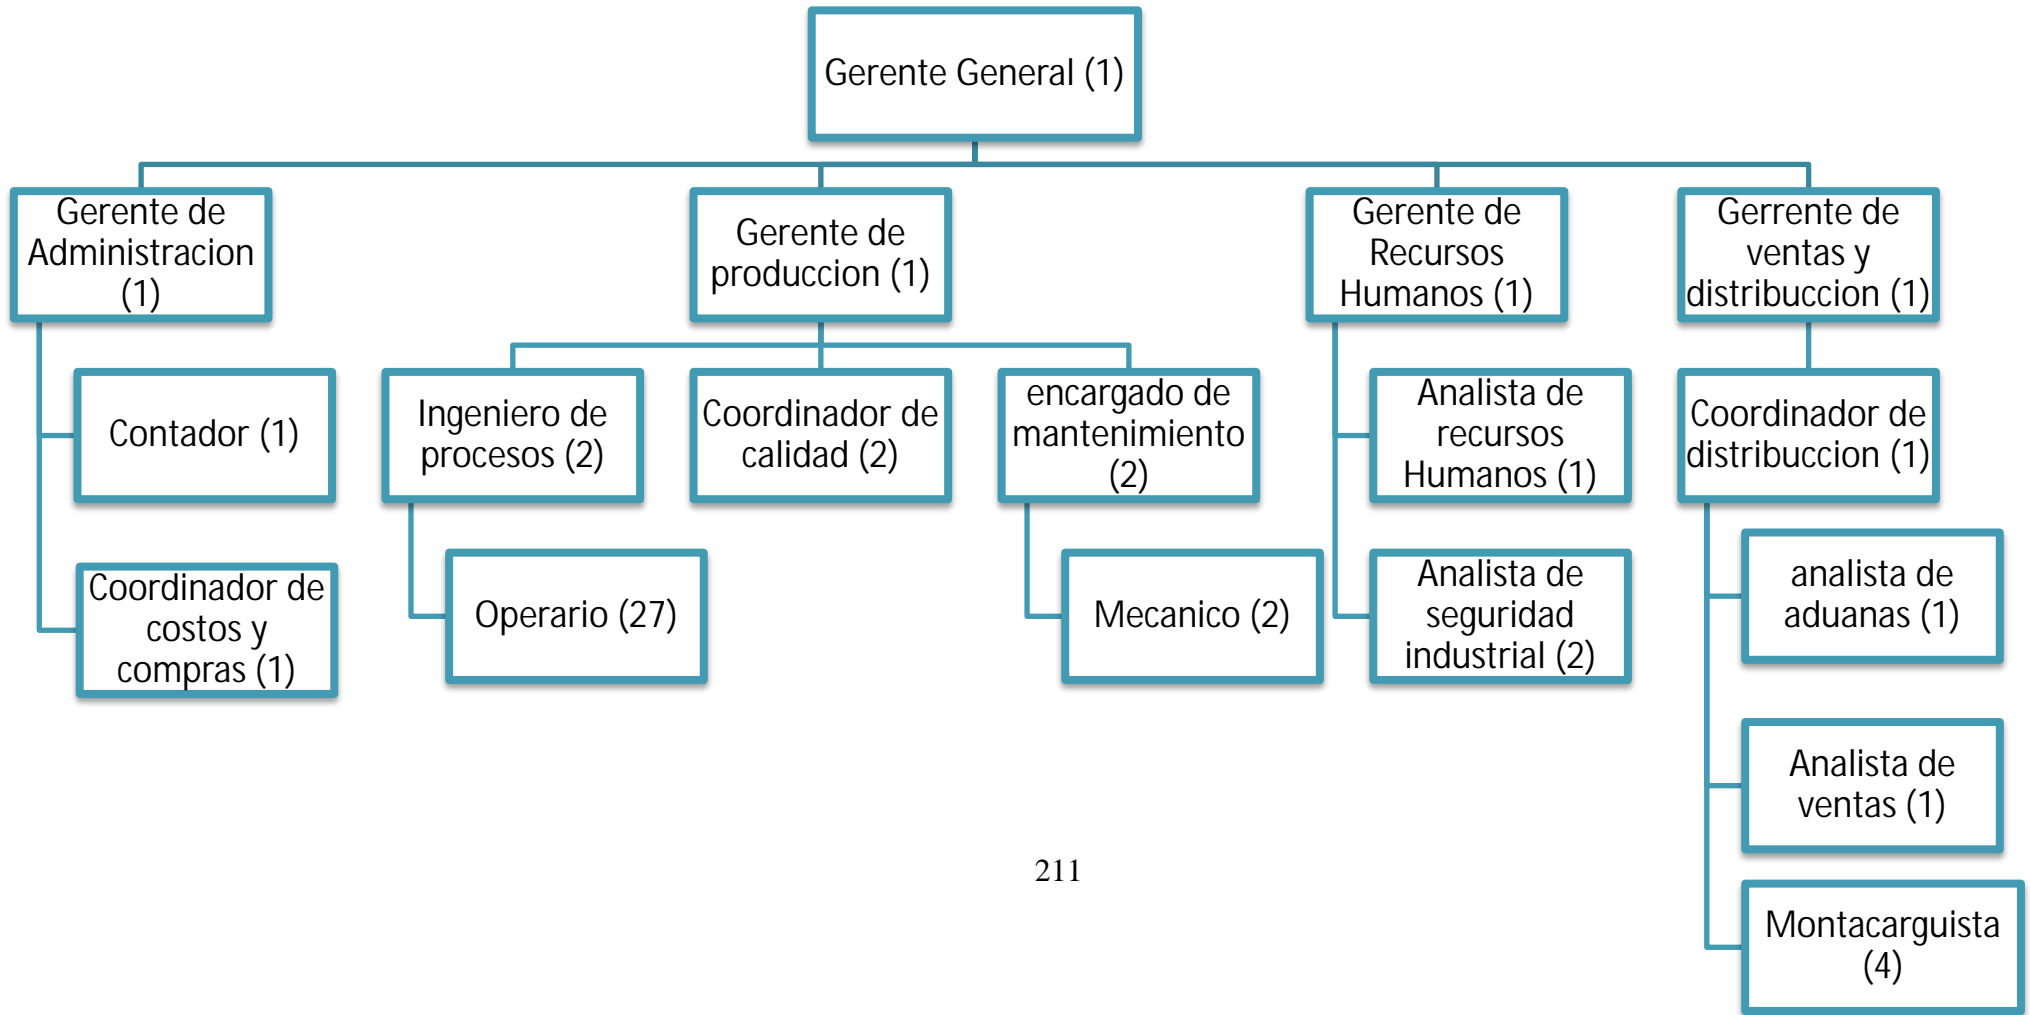 Gerente General (1)
Gerente de
Administracion
(1)
Gerente de
produccion (1)
Gerente de
Recursos
Humanos (1)
Gerrente de
ventas y
distribuccion (1)
Contador (1)
Ingeniero de
procesos (2)
Coordinador de
calidad (2)
encargado de
mantenimiento
(2)
Analista de
recursos
Humanos (1)
Coordinador de
distribuccion (1)
Coordinador de
costos y
compras (1)
Operario (27)
Mecanico (2)
Analista de
seguridad
industrial (2)
analista de
aduanas (1)
Analista de
ventas (1)
Montacarguista
(4)
211